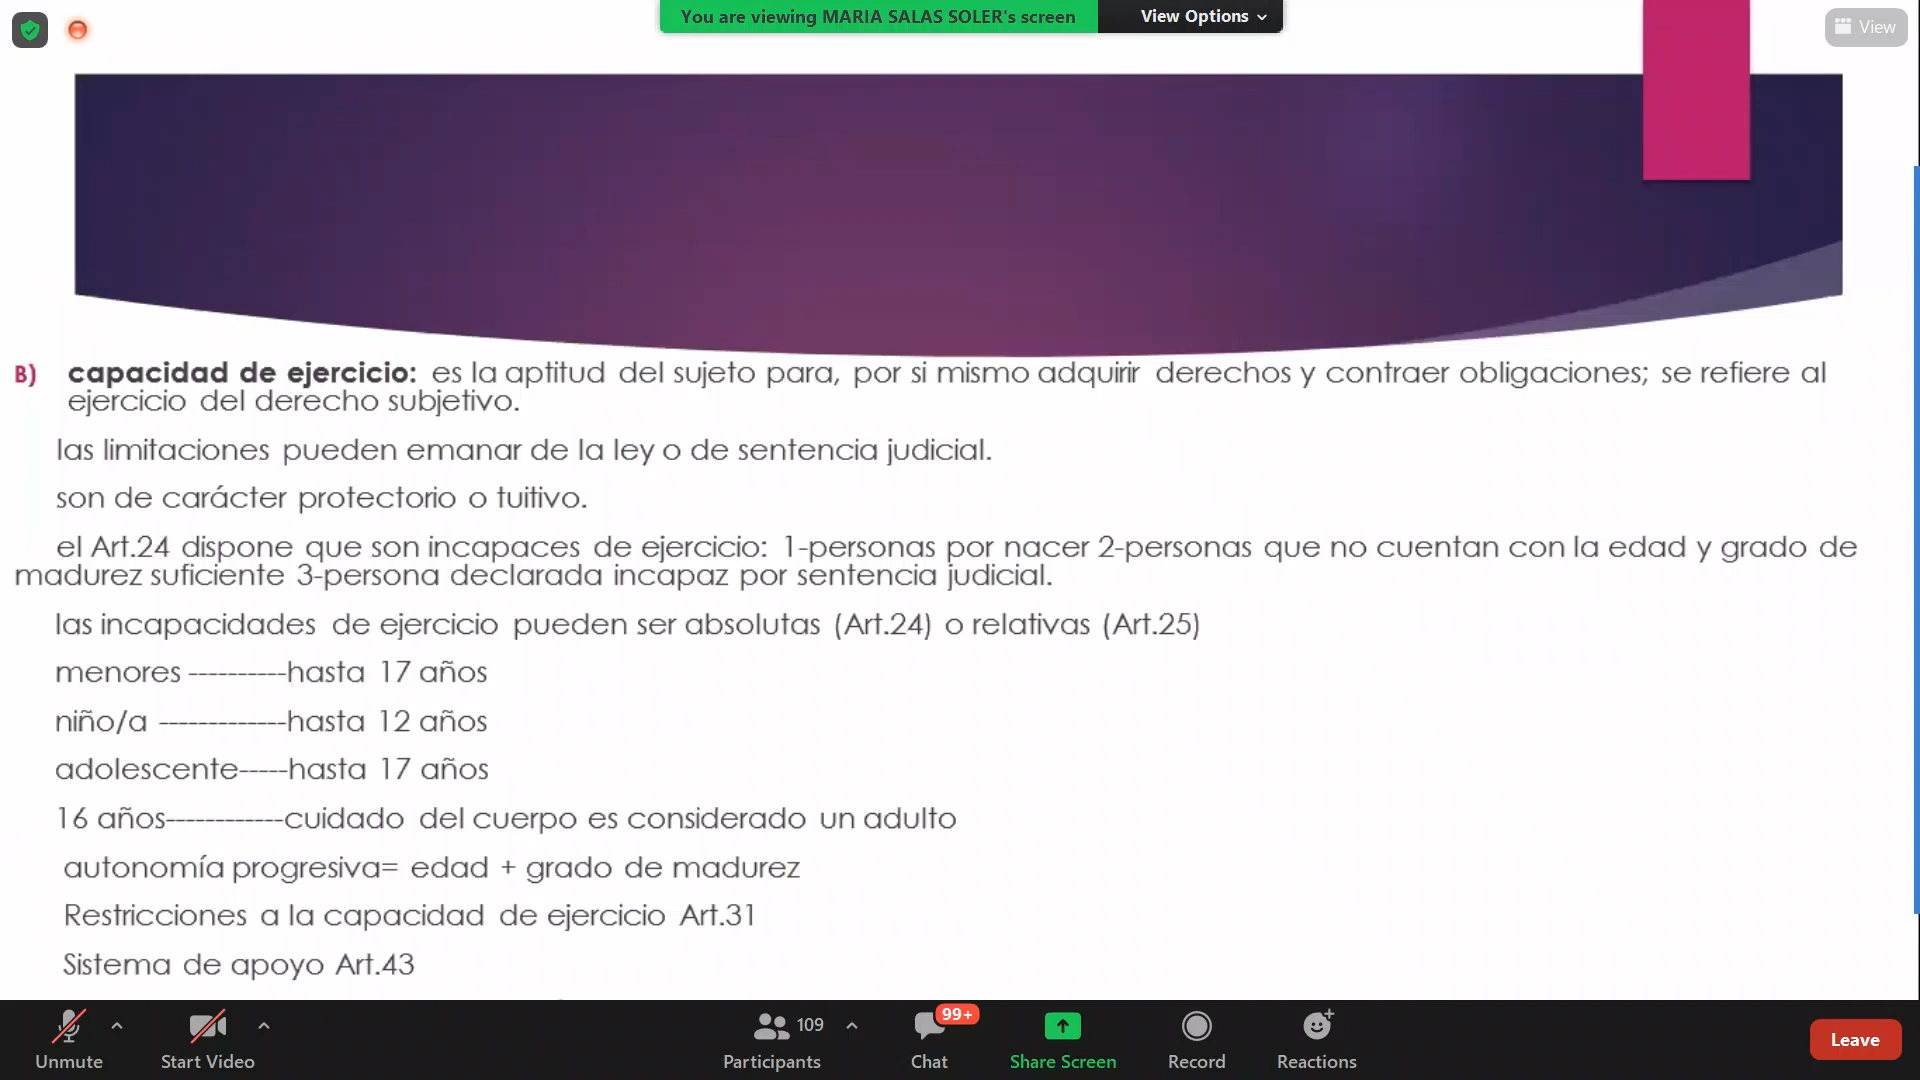 You are viewing MARIA SALAS SOLER's screen
View Options
View
B) capacidad de ejercicio: es la aptitud del sujeto para, por si mismo adquirir derechos y contraer obligaciones; se refiere al
ejercicio del derecho subjetivo.
las limitaciones pueden emanar de la ley o de sentencia judicial.
son de carácter protectorio o tuitivo.
el Art.24 dispone que son incapaces de ejercicio: 1-personas por nacer 2-personas que no cuentan con la edad y grado de
madurez suficiente 3-persona declarada incapaz por sentencia judicial.
las incapacidades de ejercicio pueden ser absolutas (Art.24) o relativas (Art.25)
menores ----------hasta 17 años
niño/a -------------hasta 12 años
adolescente-----hasta 17 años
16 años------------cuidado del cuerpo es considerado un adulto
autonomía progresiva= edad + grado de madurez
Restricciones a la capacidad de ejercicio Art.31
Sistema de apoyo Art.43
109
99+
Unmute
Start Video
Participants
Chat
Share Screen
Record
Reactions
Leave